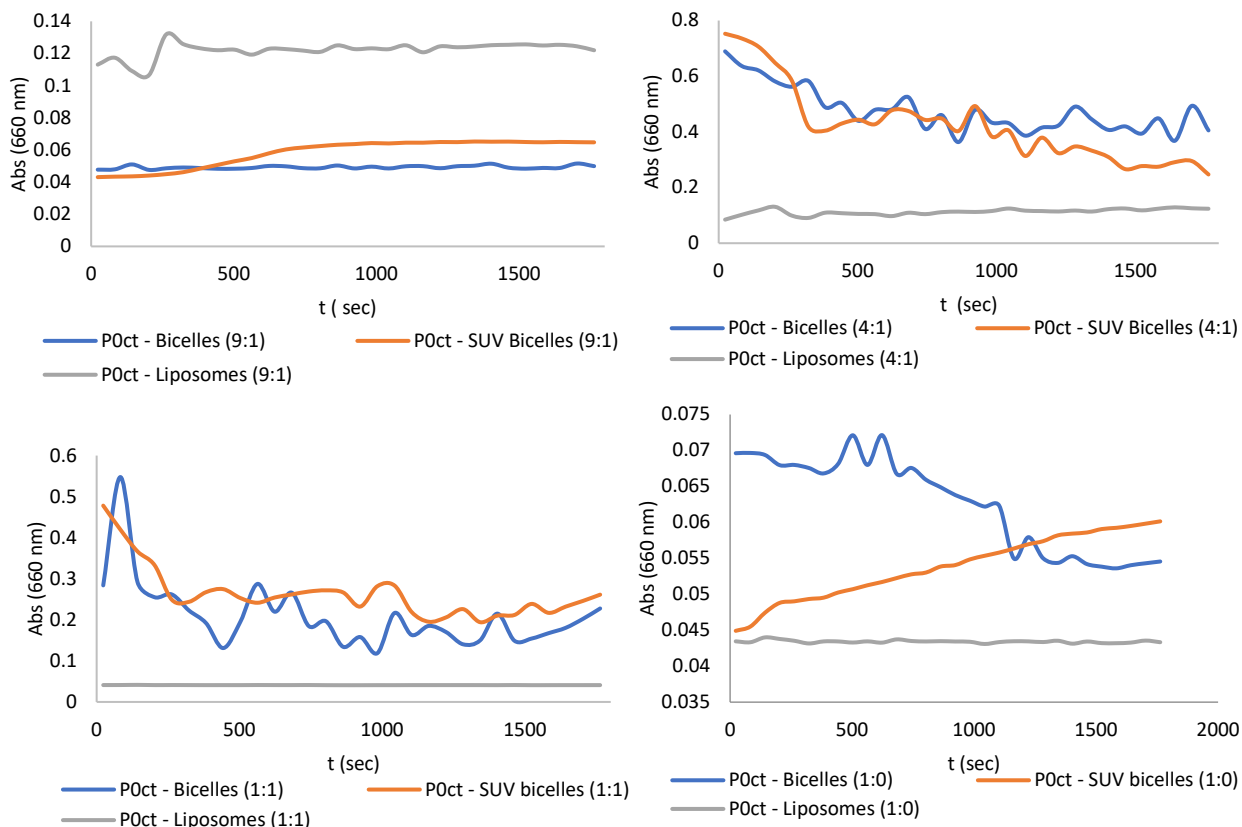 0.14
0.12
0.1
0.08
0.06
0.04
0.02
0
Abs (660 nm)
0 500 1000 1500
t ( sec)
P0ct - Bicelles (9:1) P0ct - SUV Bicelles (9:1)
P0ct - Liposomes (9:1)
0.8
0.6
0.4
0.2
0
Abs (660 nm)
0 500 1000 1500
t (sec)
P0ct - Bicelles (4:1) P0ct - SUV Bicelles (4:1)
P0ct - Liposomes (4:1)
0.6
0.5
0.4
0.3
0.2
0.1
0
Abs (660 nm)
0 500 1000 1500
t (sec)
P0ct - Bicelles (1:1) P0ct - SUV bicelles (1:1)
P0ct - Liposomes (1:1)
0.075
0.07
0.065
0.06
0.055
0.05
0.045
0.04
0.035
Abs (660 nm)
0 500 1000 1500 2000
t (sec)
P0ct - Bicelles (1:0) P0ct - SUV bicelles (1:0)
P0ct - Liposomes (1:0)